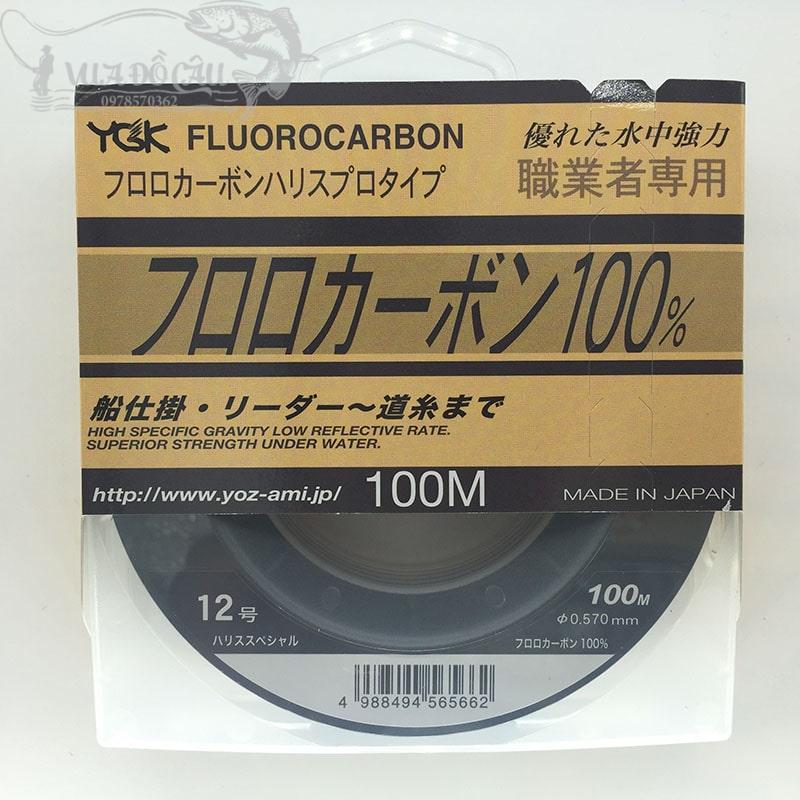 VUA ĐỒ CÂU
0978570362
YGK FLUOROCARBON
フロロカーボンハリスプロタイプ
優れた水中強力
職業者専用
フロロカーボン100%
船仕掛・リーダー〜道糸まで
HIGH SPECIFIC GRAVITY LOW REFLECTIVE RATE.
SUPERIOR STRENGTH UNDER WATER.
http://www.yoz-ami.jp/ 100M MADE IN JAPAN
12号
ハリススペシャル
100M
φ0.570mm
フロロカーボン100%
4 988494 565662